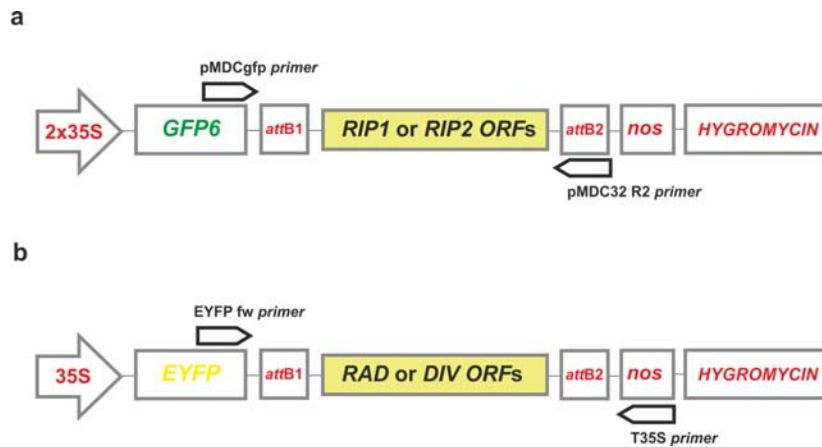 a
pMDCgfp primer
2x35S GFP6 attB1 RIP1 or RIP2 ORFs attB2 nos HYGROMYCIN
pMDC32 R2 primer
b
EYFP fw primer
35S EYFP attB1 RAD or DIV ORFs attB2 nos HYGROMYCIN
T35S primer